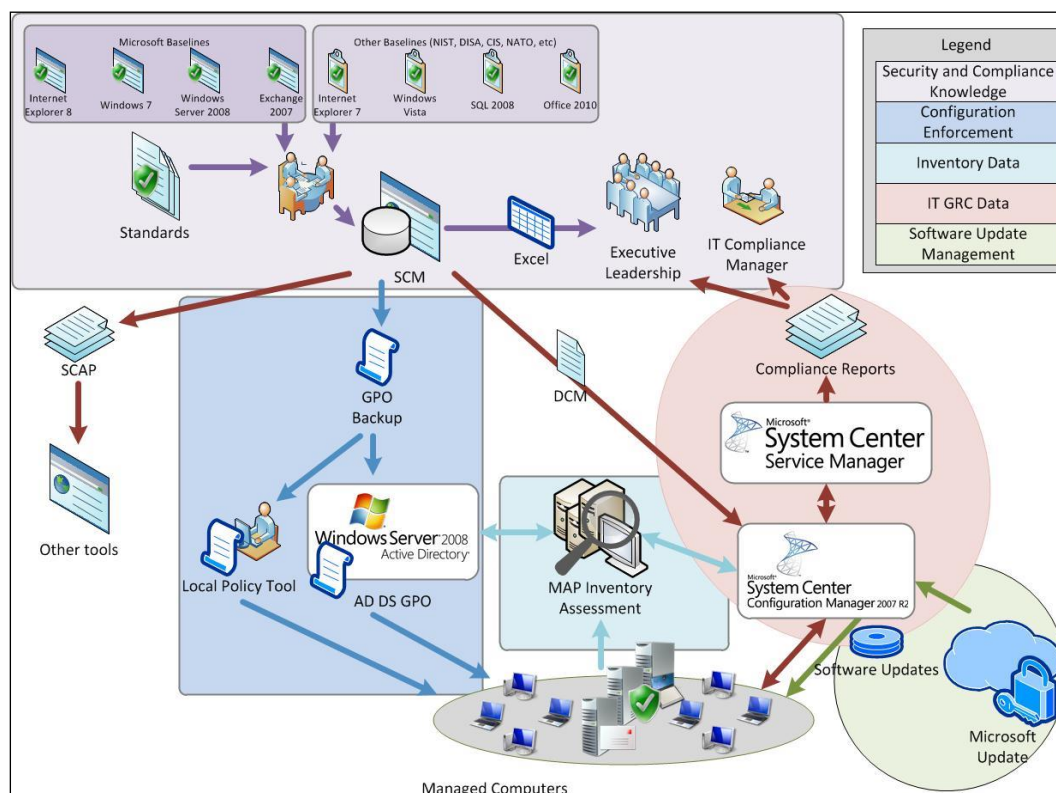 Microsoft Baselines
Internet
Explorer 8
Windows 7
Windows
Server 2008
Exchange
2007
Other Baselines (NIST, DISA, CIS, NATO, etc)
Internet
Explorer 7
Windows
Vista
SQL 2008
Office 2010
Legend
Security and Compliance
Knowledge
Configuration
Enforcement
Inventory Data
IT GRC Data
Software Update
Management
Standards
SCM
Excel
Executive
Leadership
IT Compliance
Manager
SCAP
Other tools
GPO
Backup
DCM
Compliance Reports
Microsoft®
System Center
Service Manager
Windows Server® 2008
Active Directory®
Local Policy Tool
AD DS GPO
MAP Inventory
Assessment
Microsoft®
System Center
Configuration Manager 2007 R2
Software Updates
Microsoft
Update
Managed Computers